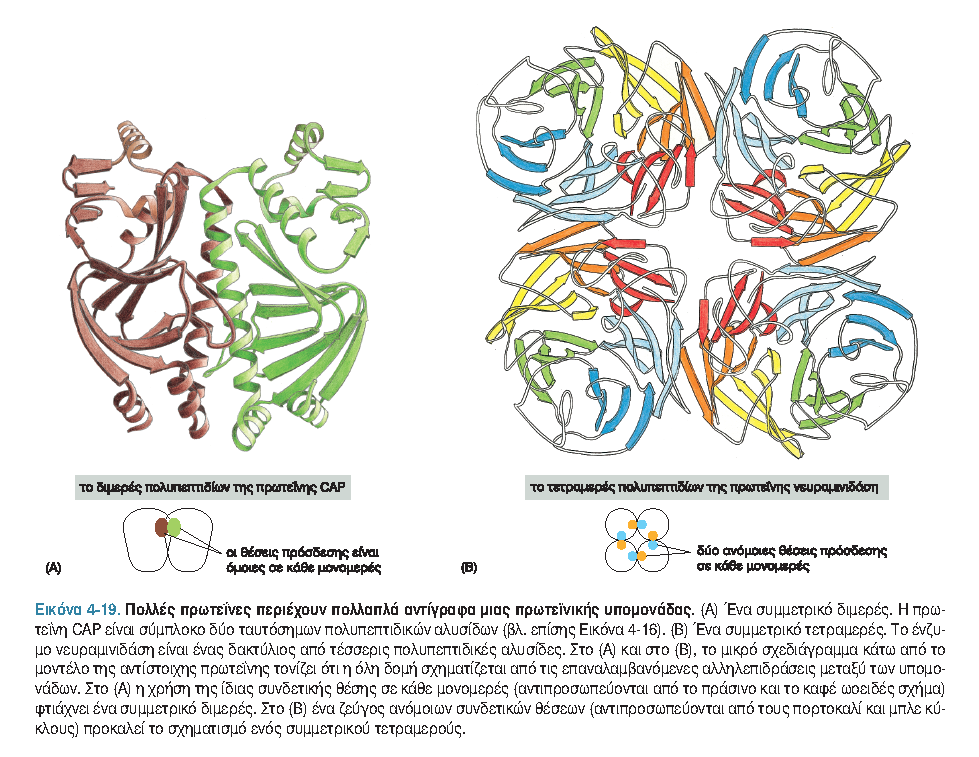 το διμερές πολυπεπτιδίων της πρωτεΐνης CAP
το τετραμερές πολυπεπτιδίων της πρωτεΐνης νευραμινιδάση
οι θέσεις πρόσδεσης είναι
όμοιες σε κάθε μονομερές
(Α)
δύο ανόμοιες θέσεις πρόσδεσης
σε κάθε μονομερές
(Β)
Εικόνα 4-19. Πολλές πρωτεΐνες περιέχουν πολλαπλά αντίγραφα μιας πρωτεϊνικής υπομονάδας. (Α) Ένα συμμετρικό διμερές. Η πρω-
τεΐνη CAP είναι σύμπλοκο δύο ταυτόσημων πολυπεπτιδικών αλυσίδων (βλ. επίσης Εικόνα 4-16). (Β) Ένα συμμετρικό τετραμερές. Το ένζυ-
μο νευραμινιδάση είναι ένας δακτύλιος από τέσσερις πολυπεπτιδικές αλυσίδες. Στο (Α) και στο (Β), το μικρό σχεδιάγραμμα κάτω από το
μοντέλο της αντίστοιχης πρωτεΐνης τονίζει ότι η όλη δομή σχηματίζεται από τις επαναλαμβανόμενες αλληλεπιδράσεις μεταξύ των υπομο-
νάδων. Στο (Α) η χρήση της ίδιας συνδετικής θέσης σε κάθε μονομερές (αντιπροσωπεύονται από το πράσινο και το καφέ ωοειδές σχήμα)
φτιάχνει ένα συμμετρικό διμερές. Στο (Β) ένα ζεύγος ανόμοιων συνδετικών θέσεων (αντιπροσωπεύονται από τους πορτοκαλί και μπλε κύ-
κλους) προκαλεί το σχηματισμό ενός συμμετρικού τετραμερούς.